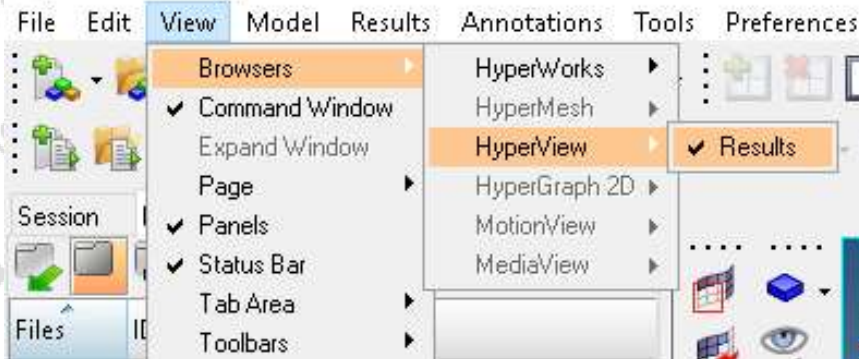 File Edit View Model Results Annotations Tools Preferences
Browsers
Command Window
Expand Window
Page
Panels
Status Bar
Tab Area
Toolbars
HyperWorks
HyperMesh
HyperView
HyperGraph 2D
MotionView
MediaView
Results
Session
Files